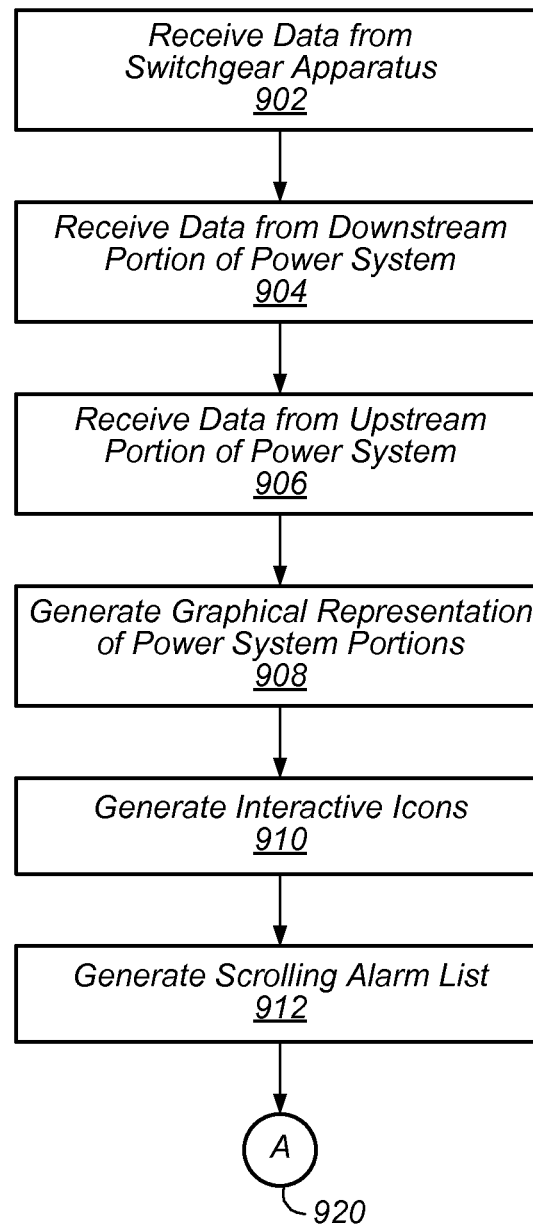 Receive Data from
Switchgear Apparatus
902
Receive Data from Downstream
Portion of Power System
904
Receive Data from Upstream
Portion of Power System
906
Generate Graphical Representation
of Power System Portions
908
Generate Interactive Icons
910
Generate Scrolling Alarm List
912
A
920